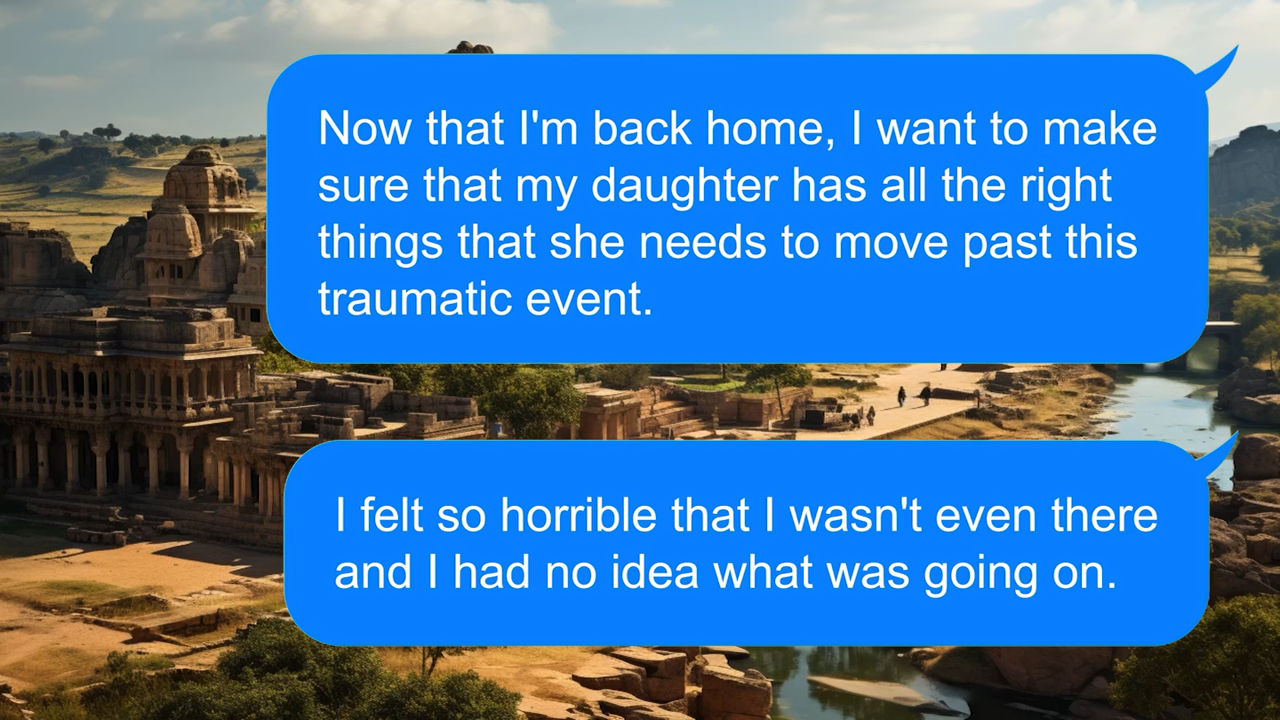 Now that I'm back home, I want to make
sure that my daughter has all the right
things that she needs to move past this
traumatic event.
I felt so horrible that I wasn't even there
and I had no idea what was going on.